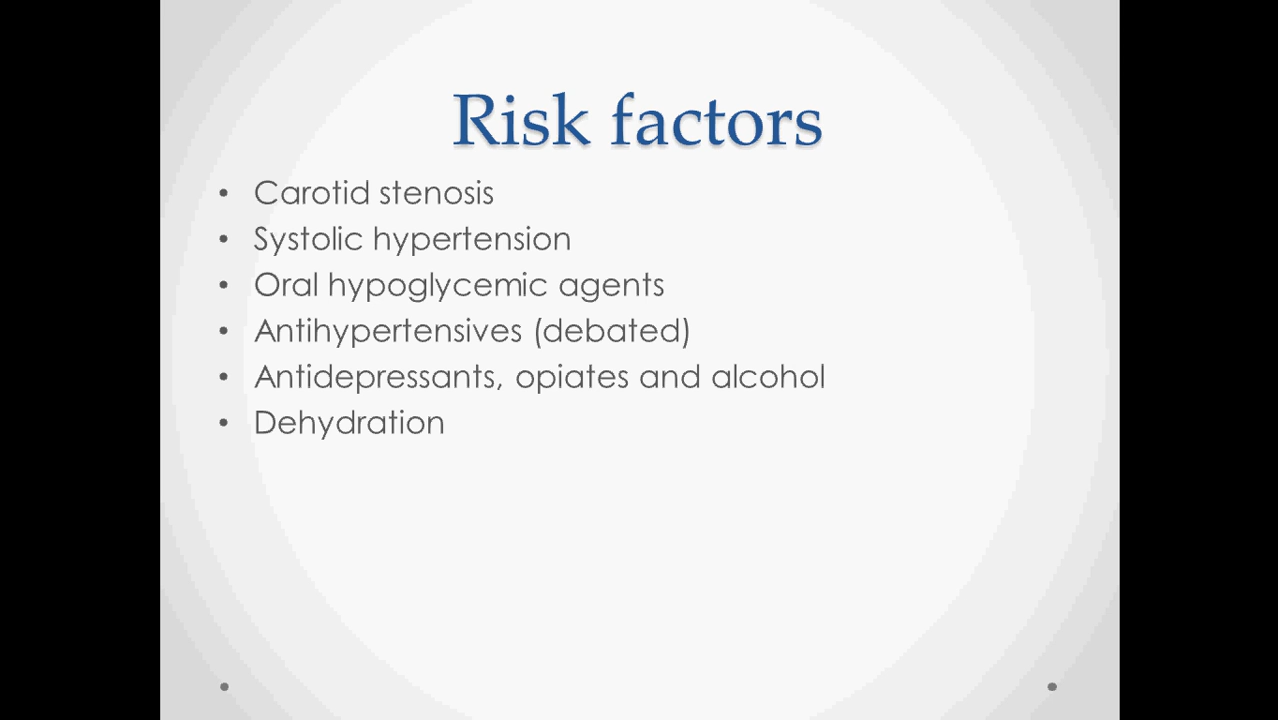 Risk factors
• Carotid stenosis
• Systolic hypertension
• Oral hypoglycemic agents
• Antihypertensives (debated)
• Antidepressants, opiates and alcohol
• Dehydration